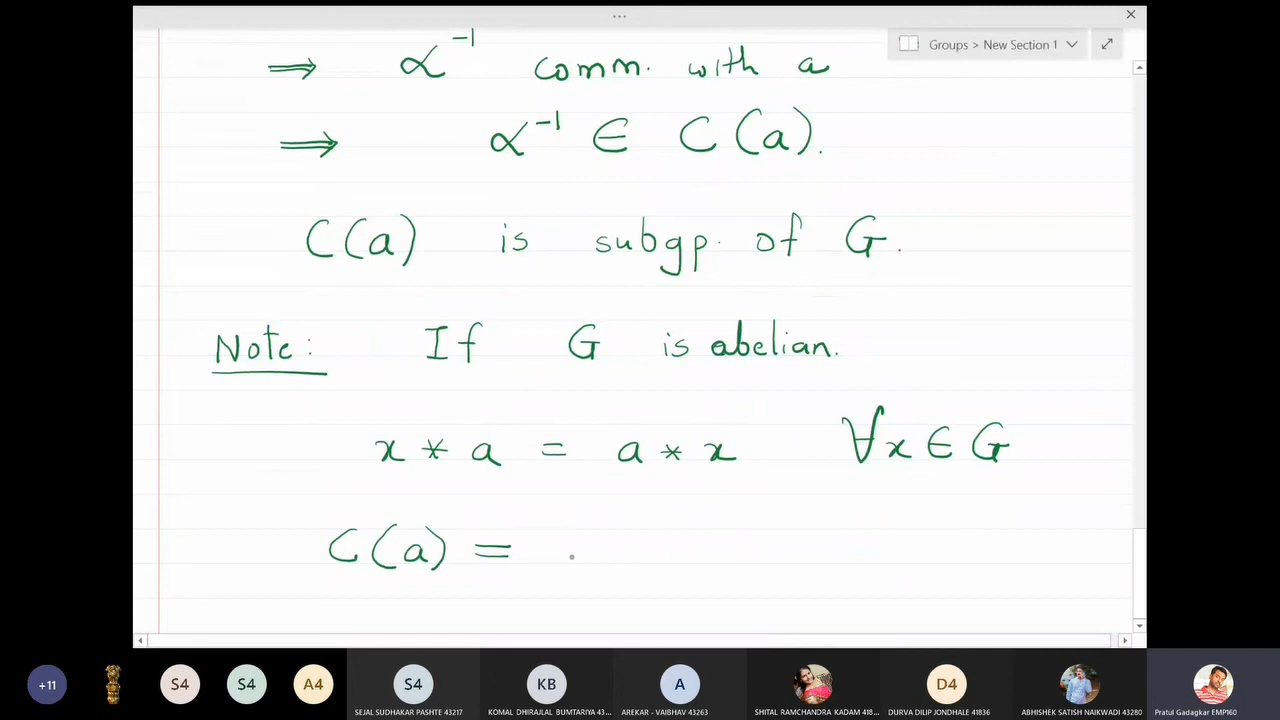 Groups > New Section 1
⟹ α⁻¹ comm. with a
⟹ α⁻¹ ∈ C(a).
C(a) is subgp. of G.
Note: If G is abelian.
x * a = a * x ∀x ∈ G
C(a) =
+11
S4
S4
A4
S4
KB
A
D4
SEJAL SUDHAKAR PASHTE 43217
KOMAL DHIRAJLAL BUMTARIYA 43...
AREKAR - VAIBHAV 43263
SHITAL RAMCHANDRA KADAM 418...
DURVA DILIP JONDHALE 41836
ABHISHEK SATISH NAIKWADI 43280
Pratul Gadagkar EMP160